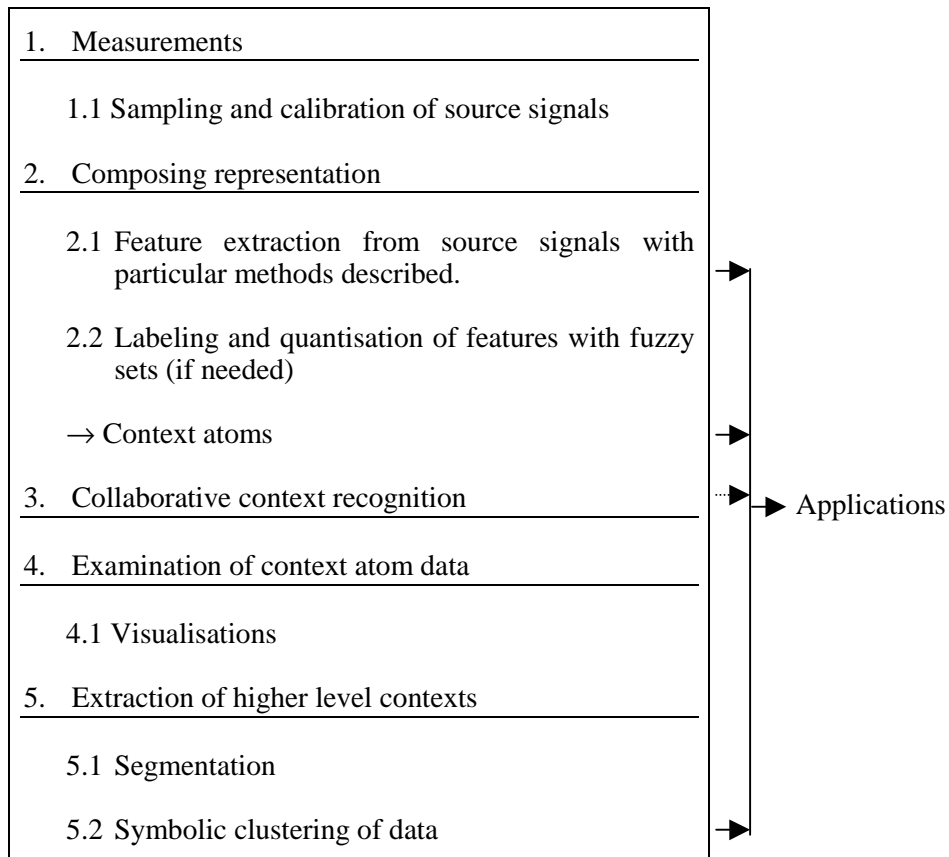 1. Measurements
1.1 Sampling and calibration of source signals
2. Composing representation
2.1 Feature extraction from source signals with
particular methods described.
2.2 Labeling and quantisation of features with fuzzy
sets (if needed)
→ Context atoms
3. Collaborative context recognition
Applications
4. Examination of context atom data
4.1 Visualisations
5. Extraction of higher level contexts
5.1 Segmentation
5.2 Symbolic clustering of data